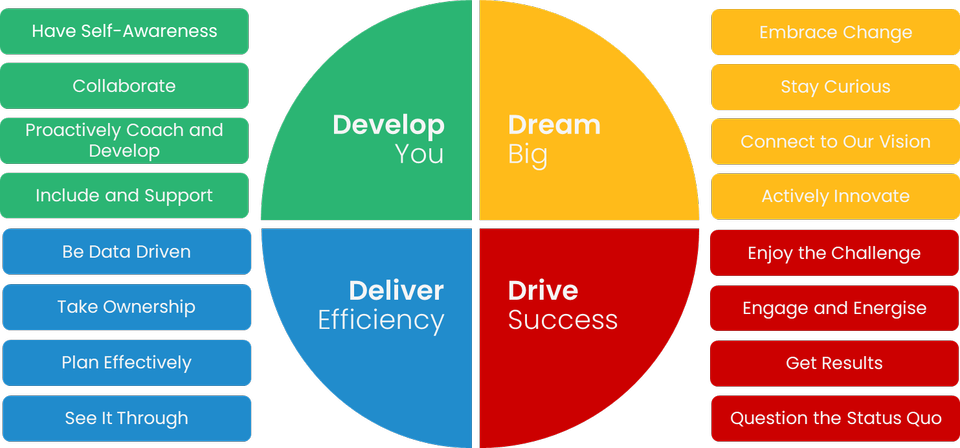 Have Self-Awareness
Collaborate
Proactively Coach and
Develop
Include and Support
Be Data Driven
Take Ownership
Plan Effectively
See It Through
Develop
You
Dream
Big
Deliver
Efficiency
Drive
Success
Embrace Change
Stay Curious
Connect to Our Vision
Actively Innovate
Enjoy the Challenge
Engage and Energise
Get Results
Question the Status Quo